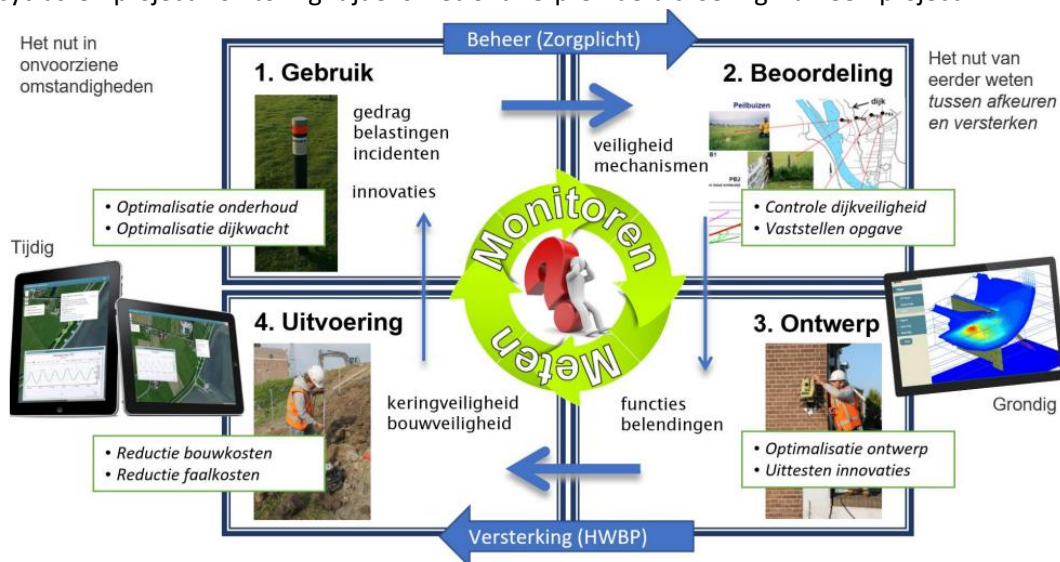 Beheer (Zorgplicht)
Het nut in
onvoorziene
omstandigheden
1. Gebruik
gedrag
belastingen
incidenten
innovaties
• Optimalisatie onderhoud
• Optimalisatie dijkwacht
2. Beoordeling
Peilbuizen
dijk
PB2
veiligheid
mechanismen
• Controle dijkveiligheid
• Vaststellen opgave
Het nut van
eerder weten
tussen afkeuren
en versterken
Monitoren
Meten
Tijdig
4. Uitvoering
keringveiligheid
bouwveiligheid
• Reductie bouwkosten
• Reductie faalkosten
3. Ontwerp
functies
belendingen
• Optimalisatie ontwerp
• Uittesten innovaties
Grondig
Versterking (HWBP)